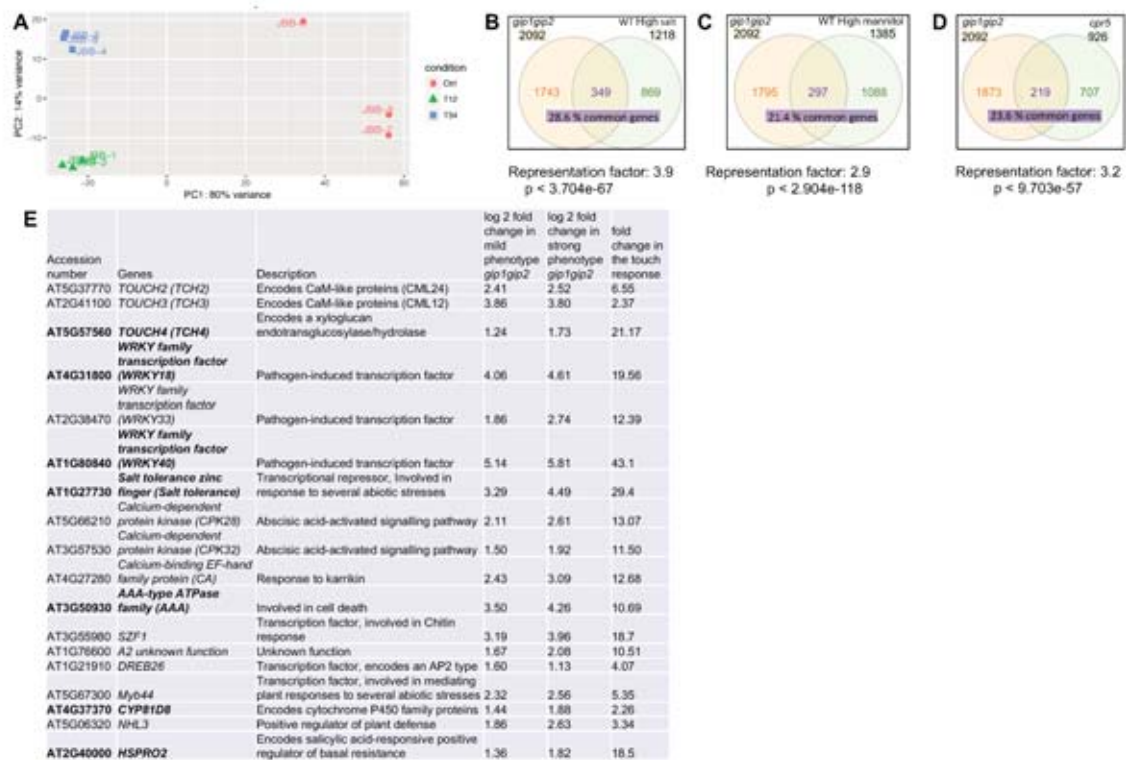 A
20
10
0
-10
-20
0
20
40
60
PC2: 14% variance
PC1: 80% variance
condition
Ctrl
T12
T34
B
gip1gip2
WT High salt
2092
1218
1743
349
869
28.6 % common genes
Representation factor: 3.9
p < 3.704e-67
C
gip1gip2
WT High mannitol
2092
1385
1795
297
1088
21.4 % common genes
Representation factor: 2.9
p < 2.904e-118
D
gip1gip2
cpr5
2092
926
1873
219
707
23.6 % common genes
Representation factor: 3.2
p < 9.703e-57
E
Accession number Genes Description log 2 fold change in mild phenotype gip1gip2 log 2 fold change in strong phenotype gip1gip2 fold change in the touch response
AT5G37770 TOUCH2 (TCH2) Encodes CaM-like proteins (CML24) 2.41 2.52 6.55
AT2G41100 TOUCH3 (TCH3) Encodes CaM-like proteins (CML12) 3.86 3.80 2.37
AT5G57560 TOUCH4 (TCH4) Encodes a xyloglucan endotransglucosylase/hydrolase 1.24 1.73 21.17
AT4G31800 WRKY family transcription factor (WRKY18) Pathogen-induced transcription factor 4.06 4.61 19.56
AT2G38470 WRKY family transcription factor (WRKY33) Pathogen-induced transcription factor 1.86 2.74 12.39
AT1G80840 WRKY family transcription factor (WRKY40) Pathogen-induced transcription factor 5.14 5.81 43.1
AT1G27730 Salt tolerance zinc finger (Salt tolerance) Transcriptional repressor, Involved in response to several abiotic stresses 3.29 4.49 29.4
AT5G66210 Calcium-dependent protein kinase (CPK28) Abscisic acid-activated signalling pathway 2.11 2.61 13.07
AT3G57530 Calcium-dependent protein kinase (CPK32) Abscisic acid-activated signalling pathway 1.50 1.92 11.50
AT4G27280 Calcium-binding EF-hand family protein (CA) Response to karrikin 2.43 3.09 12.68
AT3G50930 AAA-type ATPase family (AAA) Involved in cell death 3.50 4.26 10.69
AT3G55980 SZF1 Transcription factor, involved in Chitin response 3.19 3.96 18.7
AT1G76600 A2 unknown function Unknown function 1.67 2.08 10.51
AT1G21910 DREB26 Transcription factor, encodes an AP2 type 1.60 1.13 4.07
AT5G67300 Myb44 Transcription factor, involved in mediating plant responses to several abiotic stresses 2.32 2.56 5.35
AT4G37370 CYP81D8 Encodes cytochrome P450 family proteins 1.44 1.88 2.26
AT5G06320 NHL3 Positive regulator of plant defense 1.86 2.63 3.34
AT2G40000 HSPRO2 Encodes salicylic acid-responsive positive regulator of basal resistance 1.36 1.82 18.5